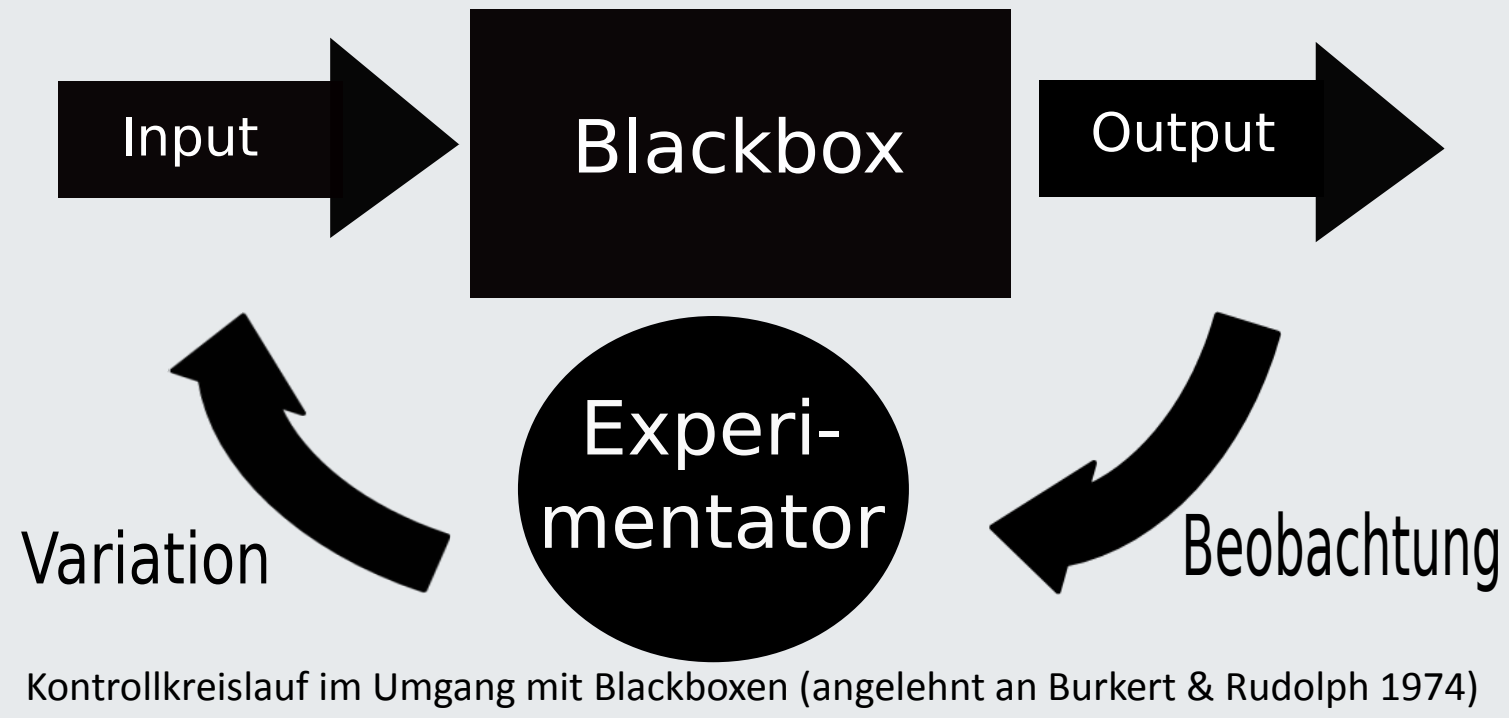 Input
Blackbox
Output
Experi-
mentator
Variation
Beobachtung
Kontrollkreislauf im Umgang mit Blackboxen (angelehnt an Burkert & Rudolph 1974)